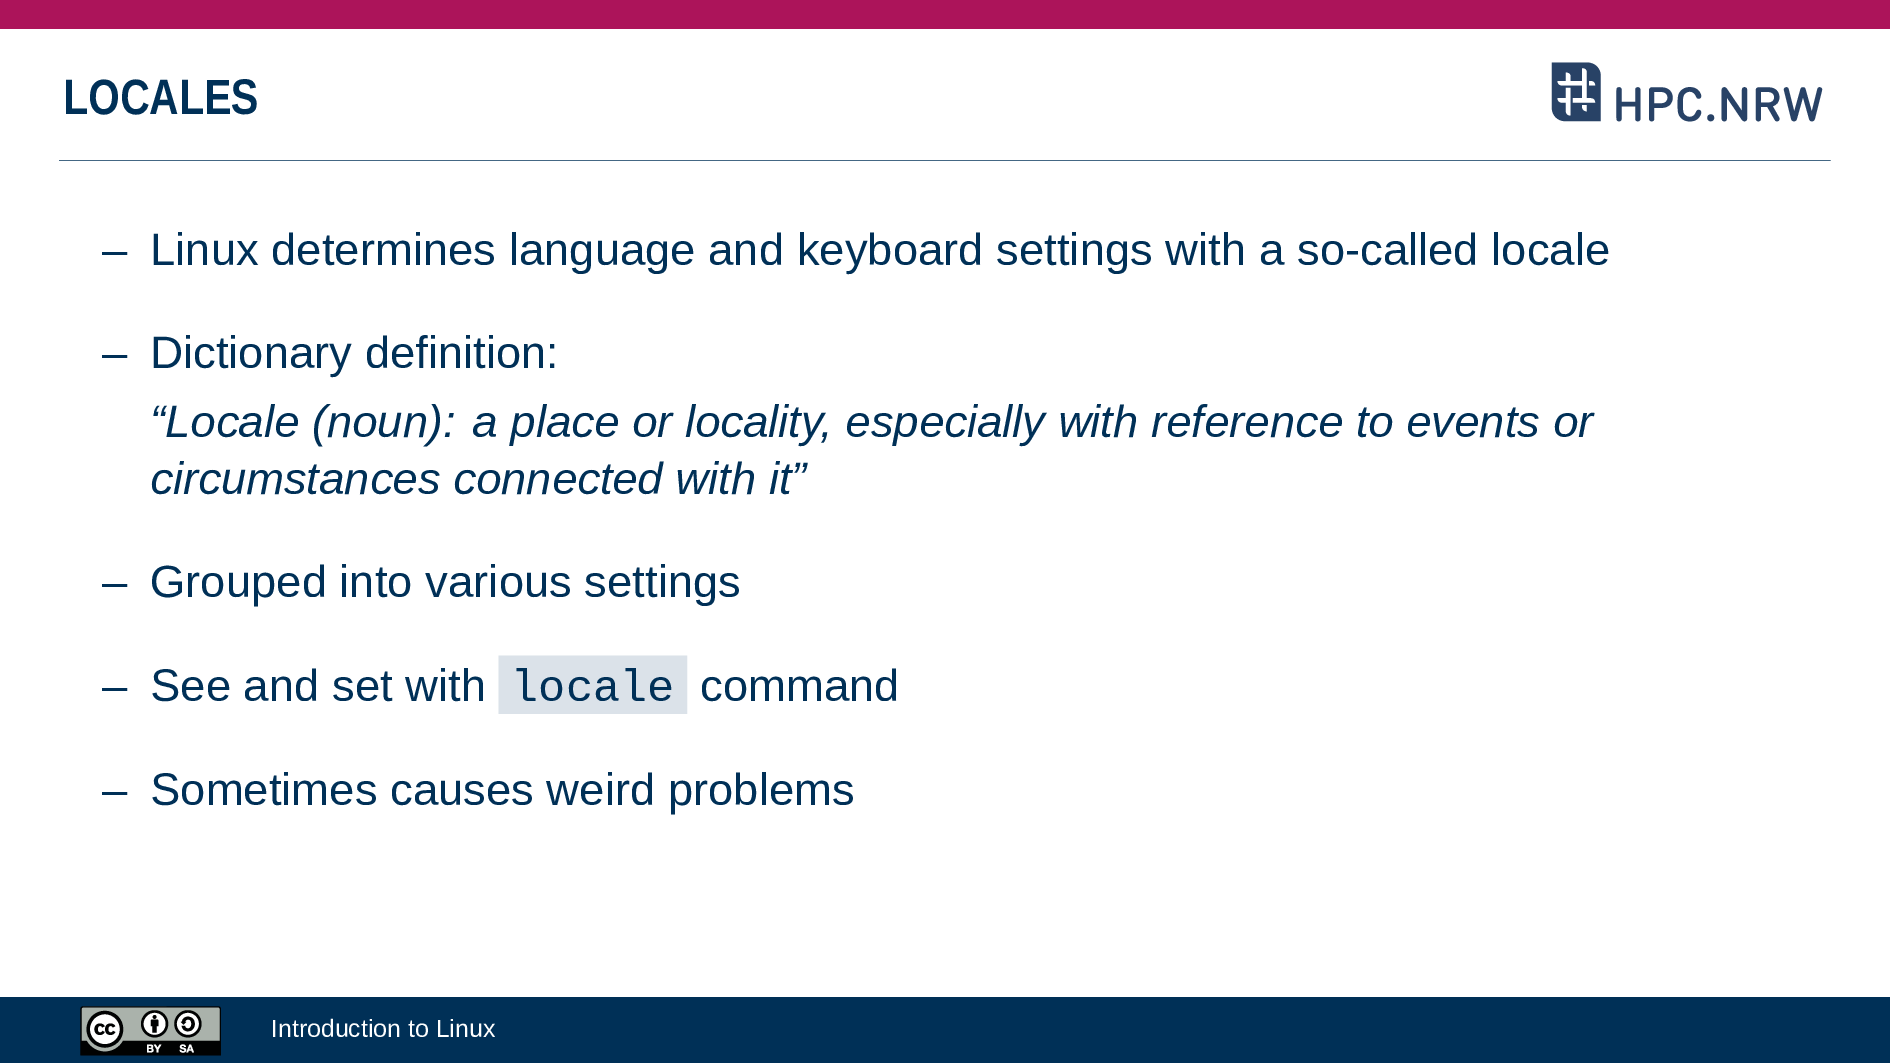 LOCALES
HPC.NRW
– Linux determines language and keyboard settings with a so-called locale
– Dictionary definition:
“Locale (noun): a place or locality, especially with reference to events or
circumstances connected with it”
– Grouped into various settings
– See and set with locale command
– Sometimes causes weird problems
cc BY SA
Introduction to Linux